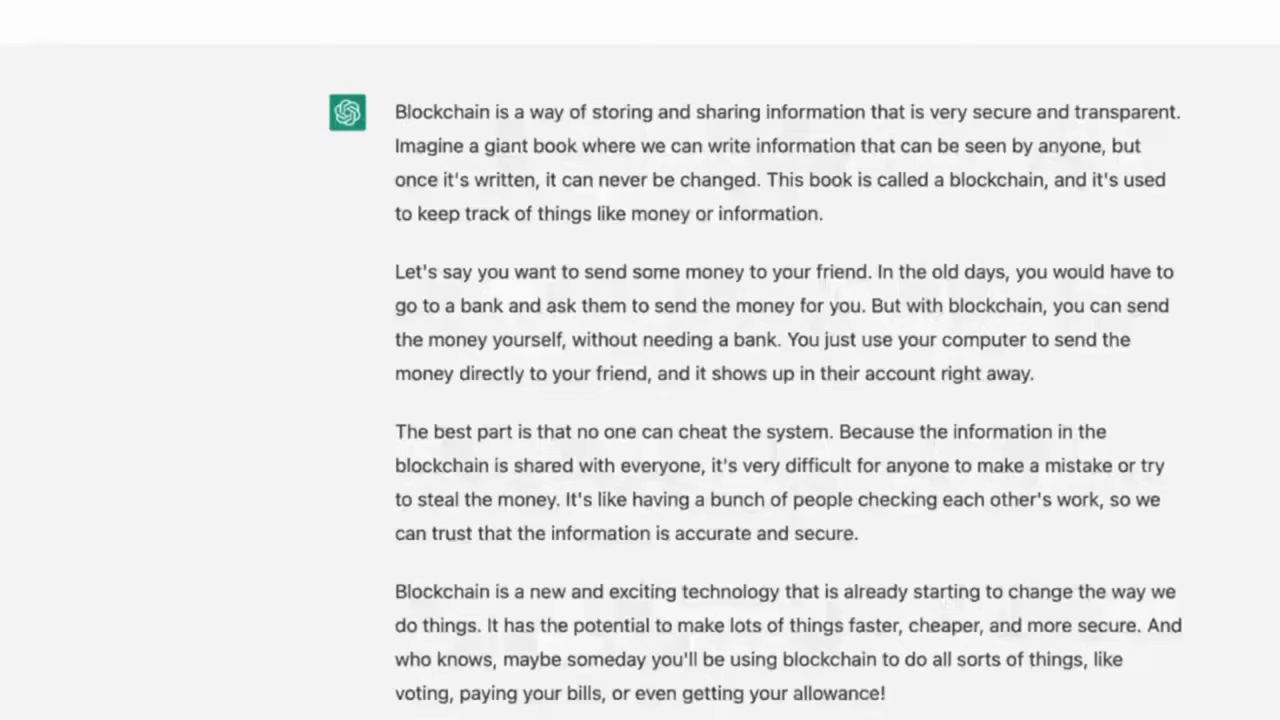 Blockchain is a way of storing and sharing information that is very secure and transparent.
Imagine a giant book where we can write information that can be seen by anyone, but
once it's written, it can never be changed. This book is called a blockchain, and it's used
to keep track of things like money or information.
Let's say you want to send some money to your friend. In the old days, you would have to
go to a bank and ask them to send the money for you. But with blockchain, you can send
the money yourself, without needing a bank. You just use your computer to send the
money directly to your friend, and it shows up in their account right away.
The best part is that no one can cheat the system. Because the information in the
blockchain is shared with everyone, it's very difficult for anyone to make a mistake or try
to steal the money. It's like having a bunch of people checking each other's work, so we
can trust that the information is accurate and secure.
Blockchain is a new and exciting technology that is already starting to change the way we
do things. It has the potential to make lots of things faster, cheaper, and more secure. And
who knows, maybe someday you'll be using blockchain to do all sorts of things, like
voting, paying your bills, or even getting your allowance!